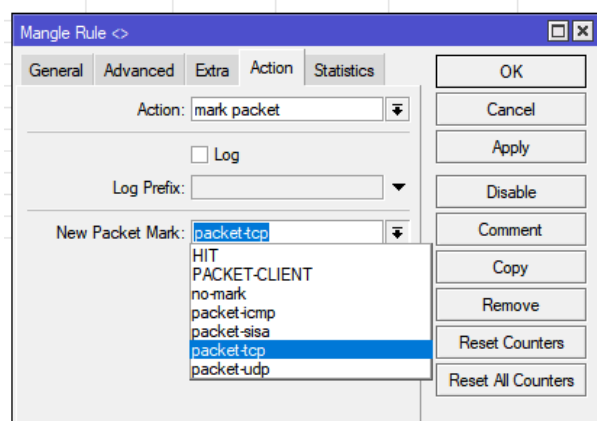 Mangle Rule <>
General Advanced Extra Action Statistics
OK
Action: mark packet
Cancel
Log
Apply
Log Prefix:
Disable
New Packet Mark: packet-tcp
Comment
HIT
PACKET-CLIENT
Copy
no-mark
packet-icmp
Remove
packet-sisa
packet-tcp
Reset Counters
packet-udp
Reset All Counters